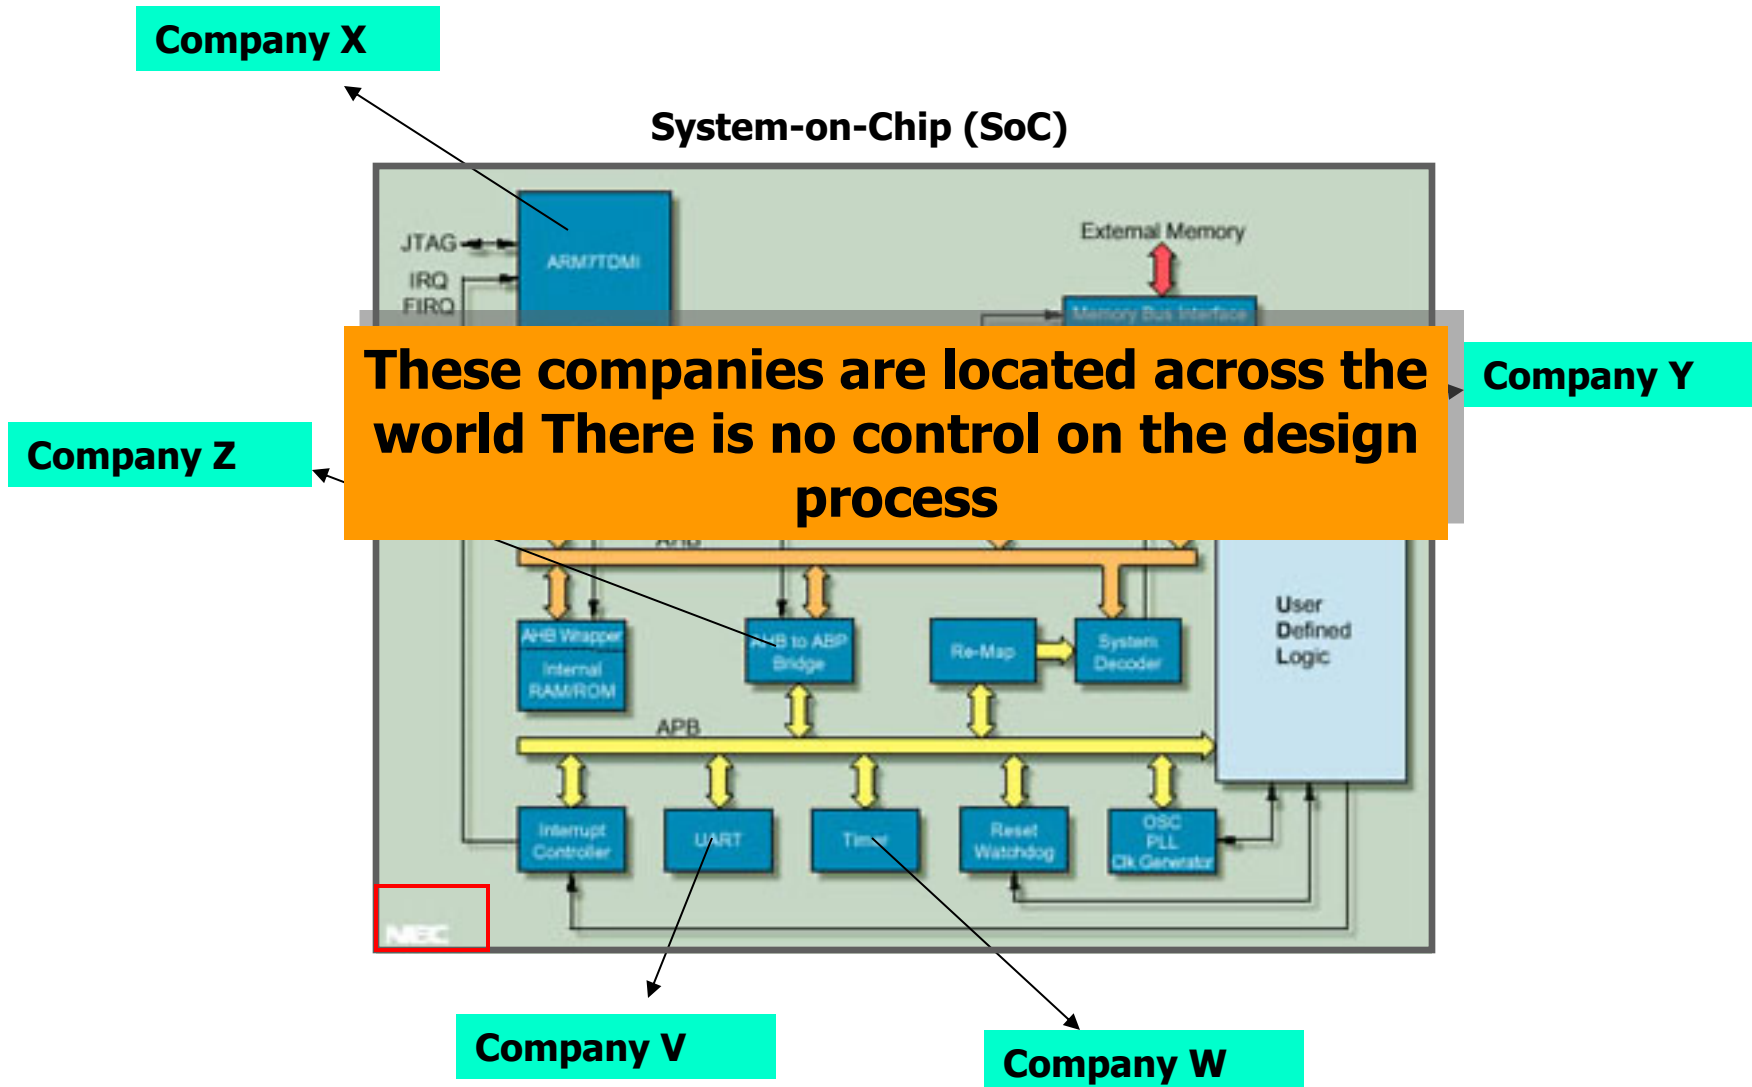 Company X
System-on-Chip (SoC)
JTAG
ARM7TDMI
External Memory
IRQ
FIRQ
Memory Bus Interface
These companies are located across the
world There is no control on the design
process
Company Y
Company Z
AHB
AHB Wrapper
Internal
RAM/ROM
AHB to ABP
Bridge
Re-Map
System
Decoder
User
Defined
Logic
APB
Interrupt
Controller
UART
Timer
Reset
Watchdog
OSC
PLL
Clk Generator
NEC
Company V
Company W